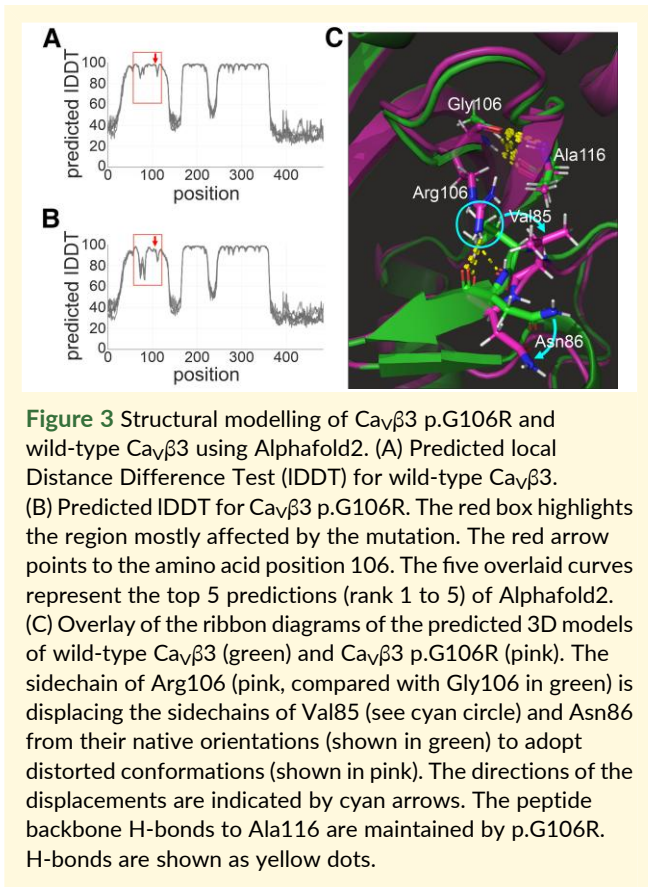 A
predicted lDDT
100
80
60
40
20
0
0 100 200 300 400
position
B
predicted lDDT
100
80
60
40
20
0
0 100 200 300 400
position
C
Gly106
Ala116
Arg106
Val85
Asn86
Figure 3 Structural modelling of CaVβ3 p.G106R and
wild-type CaVβ3 using Alphafold2. (A) Predicted local
Distance Difference Test (lDDT) for wild-type CaVβ3.
(B) Predicted lDDT for CaVβ3 p.G106R. The red box highlights
the region mostly affected by the mutation. The red arrow
points to the amino acid position 106. The five overlaid curves
represent the top 5 predictions (rank 1 to 5) of Alphafold2.
(C) Overlay of the ribbon diagrams of the predicted 3D models
of wild-type CaVβ3 (green) and CaVβ3 p.G106R (pink). The
sidechain of Arg106 (pink, compared with Gly106 in green) is
displacing the sidechains of Val85 (see cyan circle) and Asn86
from their native orientations (shown in green) to adopt
distorted conformations (shown in pink). The directions of the
displacements are indicated by cyan arrows. The peptide
backbone H-bonds to Ala116 are maintained by p.G106R.
H-bonds are shown as yellow dots.